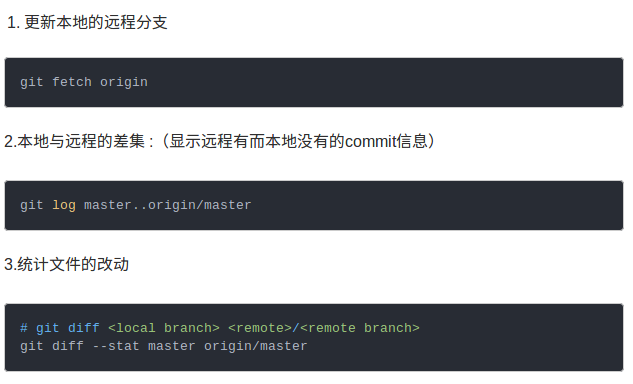 1. 更新本地的远程分支
git fetch origin
2.本地与远程的差集 :（显示远程有而本地没有的commit信息）
git log master..origin/master
3.统计文件的改动
# git diff <local branch> <remote>/<remote branch>
git diff --stat master origin/master